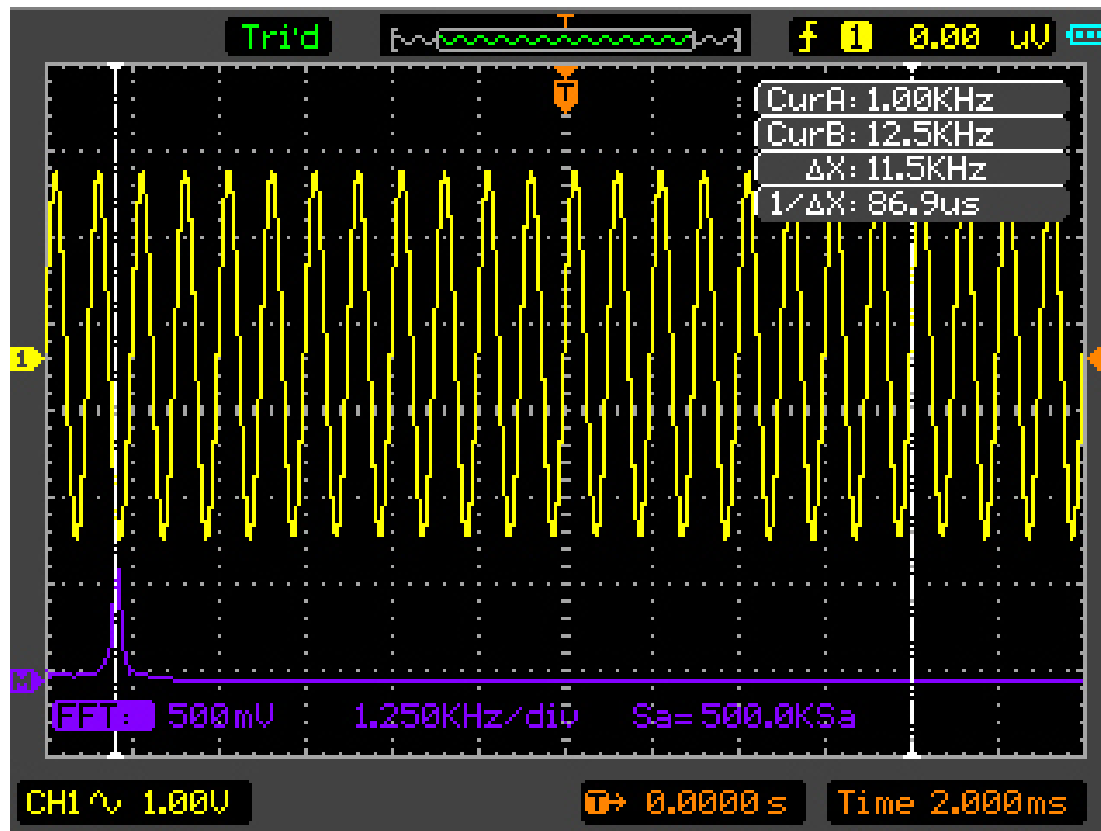 T
Tri'd 1 0.00 uV
T
CurA: 1.00KHz
CurB: 12.5KHz
ΔX: 11.5KHz
1/ΔX: 86.9us
1
M
FFT: 500mV 1.250KHz/div Sa=500.0KSa
CH1 1.00V T 0.0000s Time 2.000ms